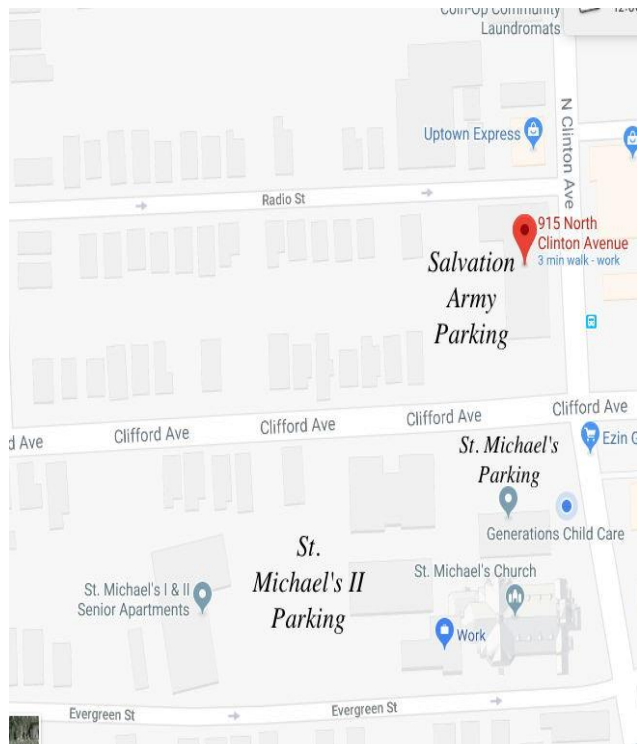 Coin-Op Community
Laundromats
N Clinton Ave
Uptown Express
Radio St
915 North
Clinton Avenue
3 min walk - work
Salvation
Army
Parking
Clifford Ave
Clifford Ave
Clifford Ave
Clifford Ave
d Ave
Ezin G
St. Michael's
Parking
Generations Child Care
St.
Michael's II
Parking
St. Michael's Church
St. Michael's I & II
Senior Apartments
Work
Evergreen St
Evergreen St